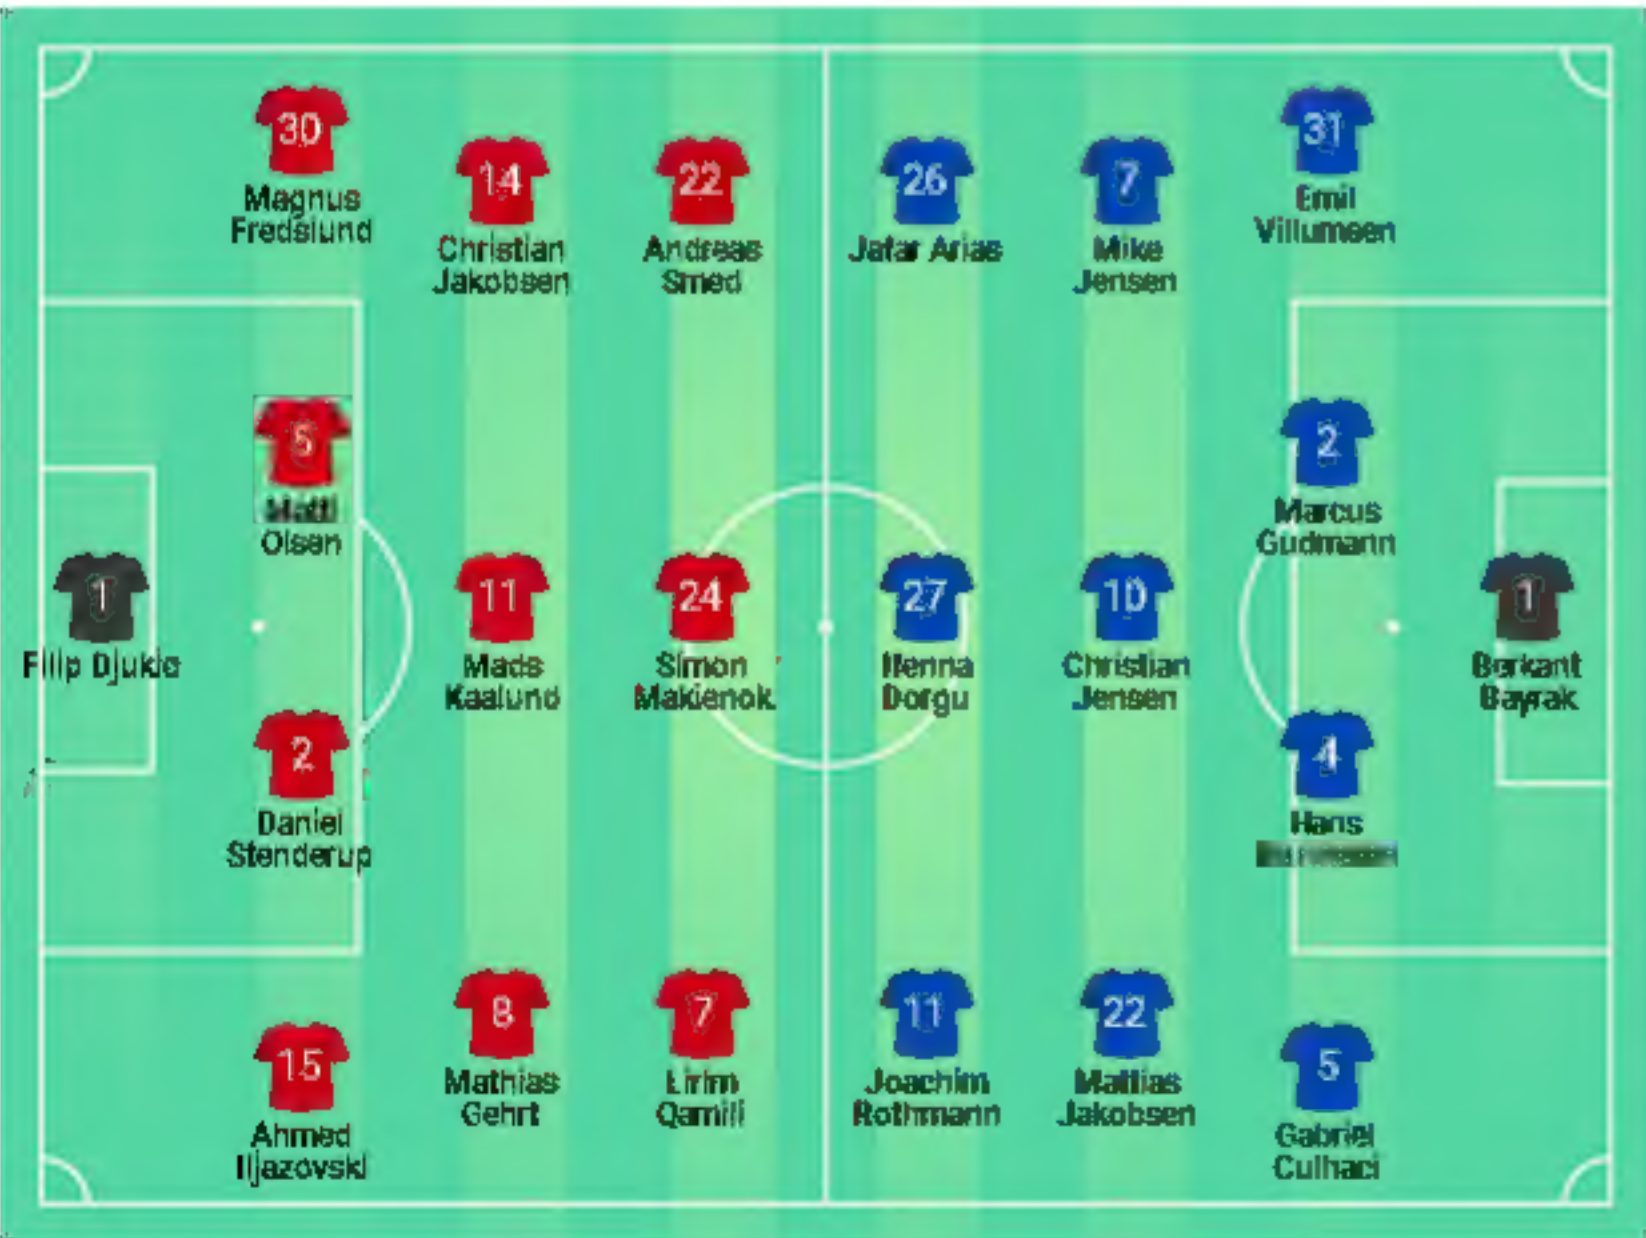 30
Magnus
Fredslund
14
Christian
Jakobsen
22
Andreas
Smed
26
Jafar Arias
7
Mike
Jensen
31
Emil
Villumsen
5
Olsen
2
Marcus
Gudmann
1
Filip Djukic
11
Mads
Kaalund
24
Simon
Makienok
27
Dorgu
10
Christian
Jensen
1
Berkant
Bayrak
2
Daniel
Stenderup
4
Hans
15
Ahmed
Iljazovski
8
Mathias
Gehrt
7
Lirim
Qamili
11
Joachim
Rothmann
22
Mattias
Jakobsen
5
Gabriel
Culhaci